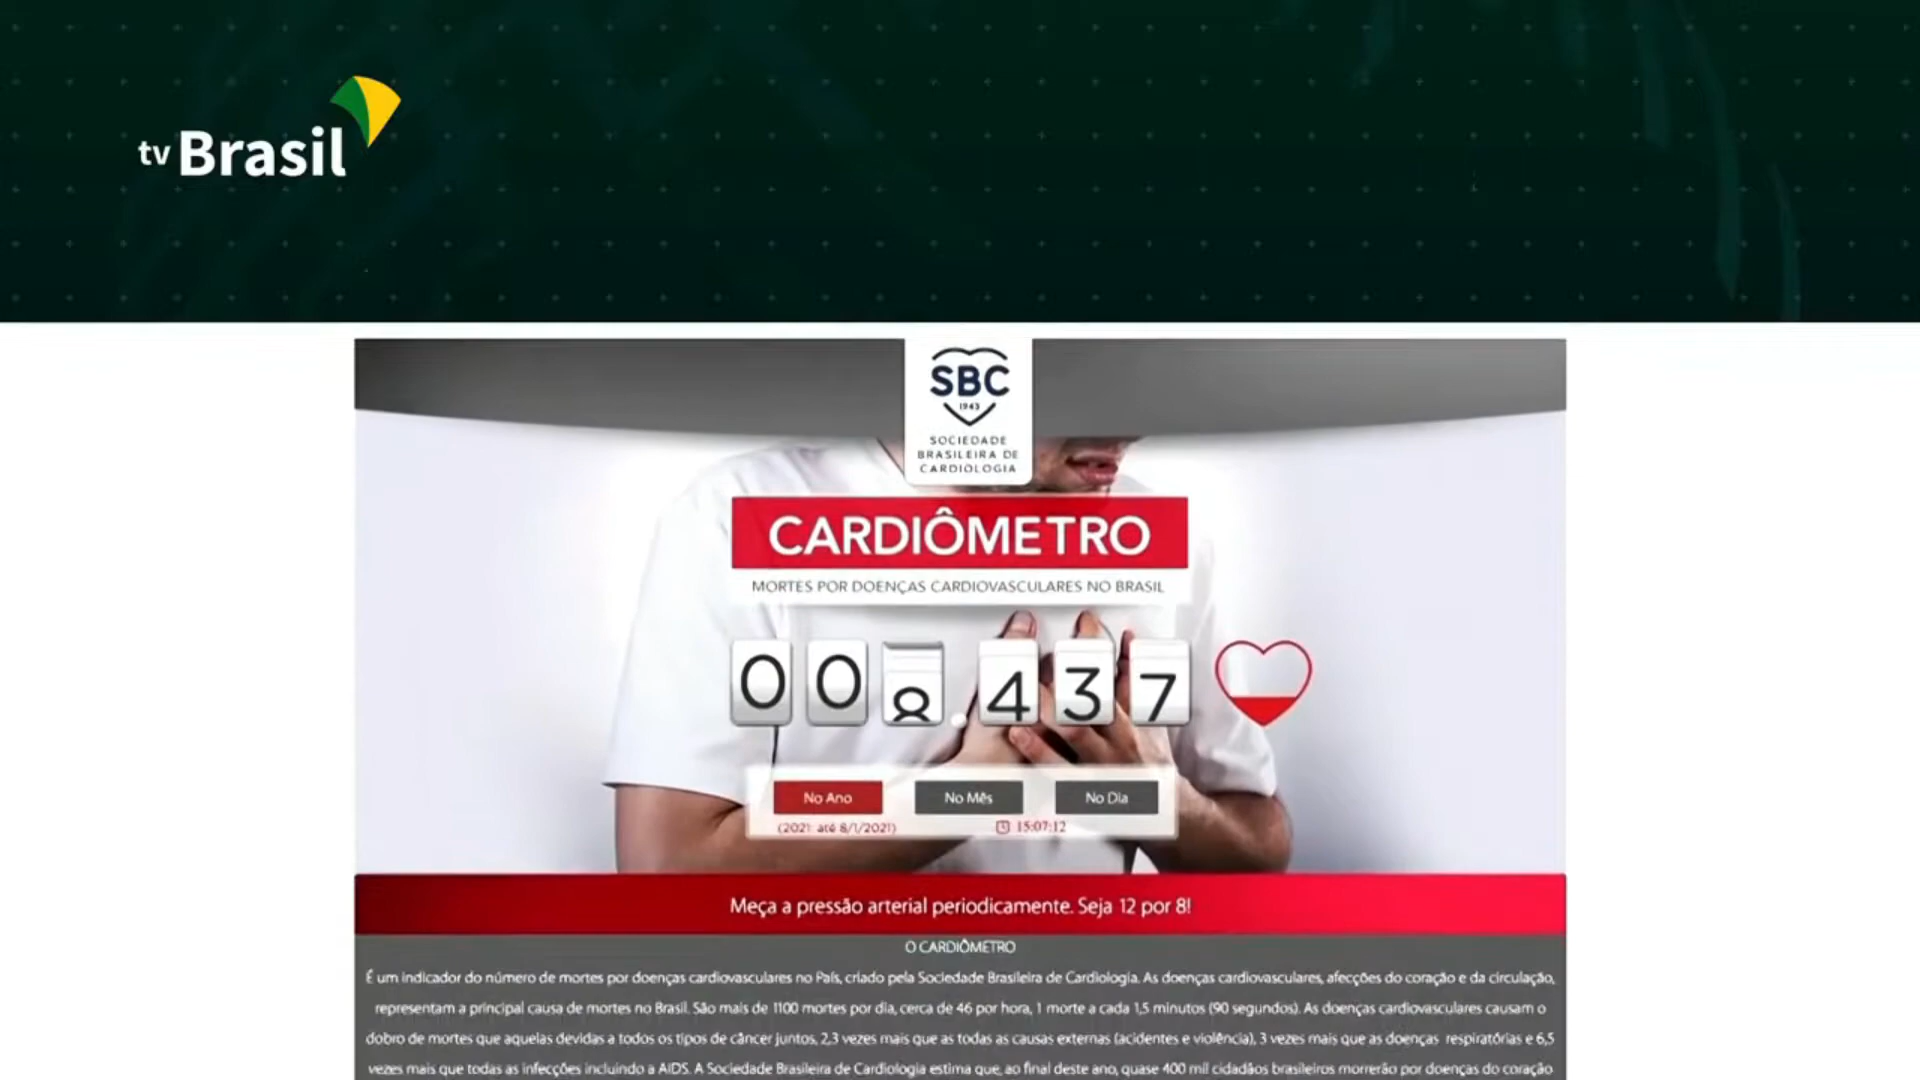 tv Brasil
SBC
1943
SOCIEDADE
BRASILEIRA DE
CARDIOLOGIA
CARDIÔMETRO
MORTES POR DOENÇAS CARDIOVASCULARES NO BRASIL
008.437
No Ano No Mês No Dia
(2021: até 8/1/2021) 15:07:12
Meça a pressão arterial periodicamente. Seja 12 por 8!
O CARDIÔMETRO
É um indicador do número de mortes por doenças cardiovasculares no País, criado pela Sociedade Brasileira de Cardiologia. As doenças cardiovasculares, afecções do coração e da circulação,
representam a principal causa de mortes no Brasil. São mais de 1100 mortes por dia, cerca de 46 por hora, 1 morte a cada 1,5 minutos (90 segundos). As doenças cardiovasculares causam o
dobro de mortes que aquelas devidas a todos os tipos de câncer juntos, 2,3 vezes mais que as todas as causas externas (acidentes e violência), 3 vezes mais que as doenças respiratórias e 6,5
vezes mais que todas as infecções incluindo a AIDS. A Sociedade Brasileira de Cardiologia estima que, ao final deste ano, quase 400 mil cidadãos brasileiros morrerão por doenças do coração